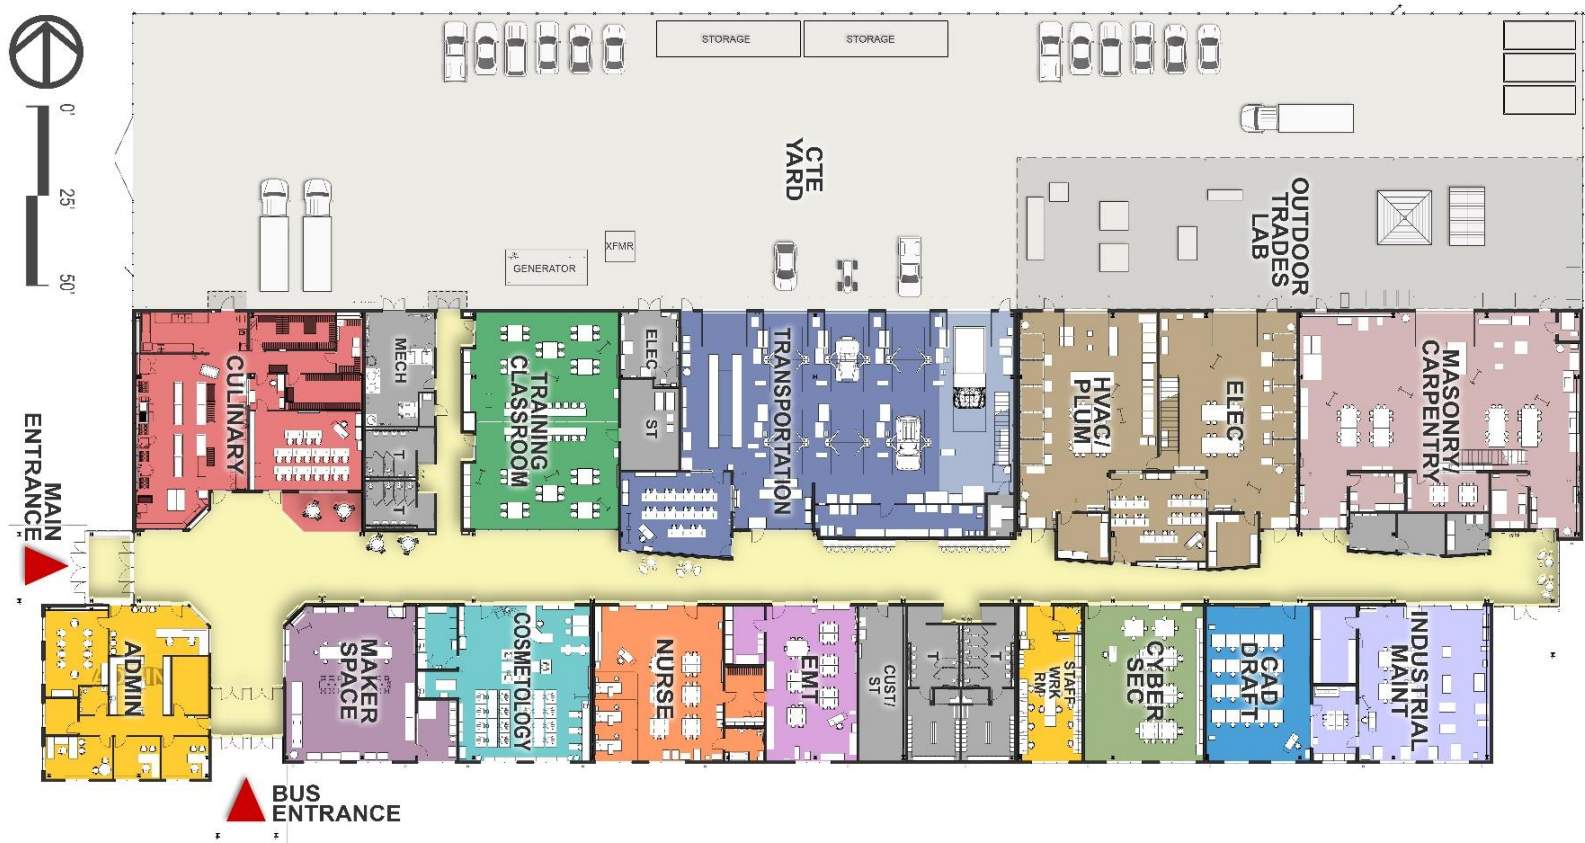 STORAGE
STORAGE
0'
25'
50'
CTE
YARD
OUTDOOR
TRADES
LAB
XFMR
GENERATOR
CULINARY
MECH
T
T
TRAINING
CLASSROOM
ELEC
ST
TRANSPORTATION
HVAC/
PLUM
ELEC
MASONRY/
CARPENTRY
MAIN
ENTRANCE
ADMIN
MAKER
SPACE
COSMETOLOGY
NURSE
EMT
CUST/
ST
T
T
STAFF
WRK
RM
CYBER
SEC
CAD
DRAFT
INDUSTRIAL
MAINT
BUS
ENTRANCE